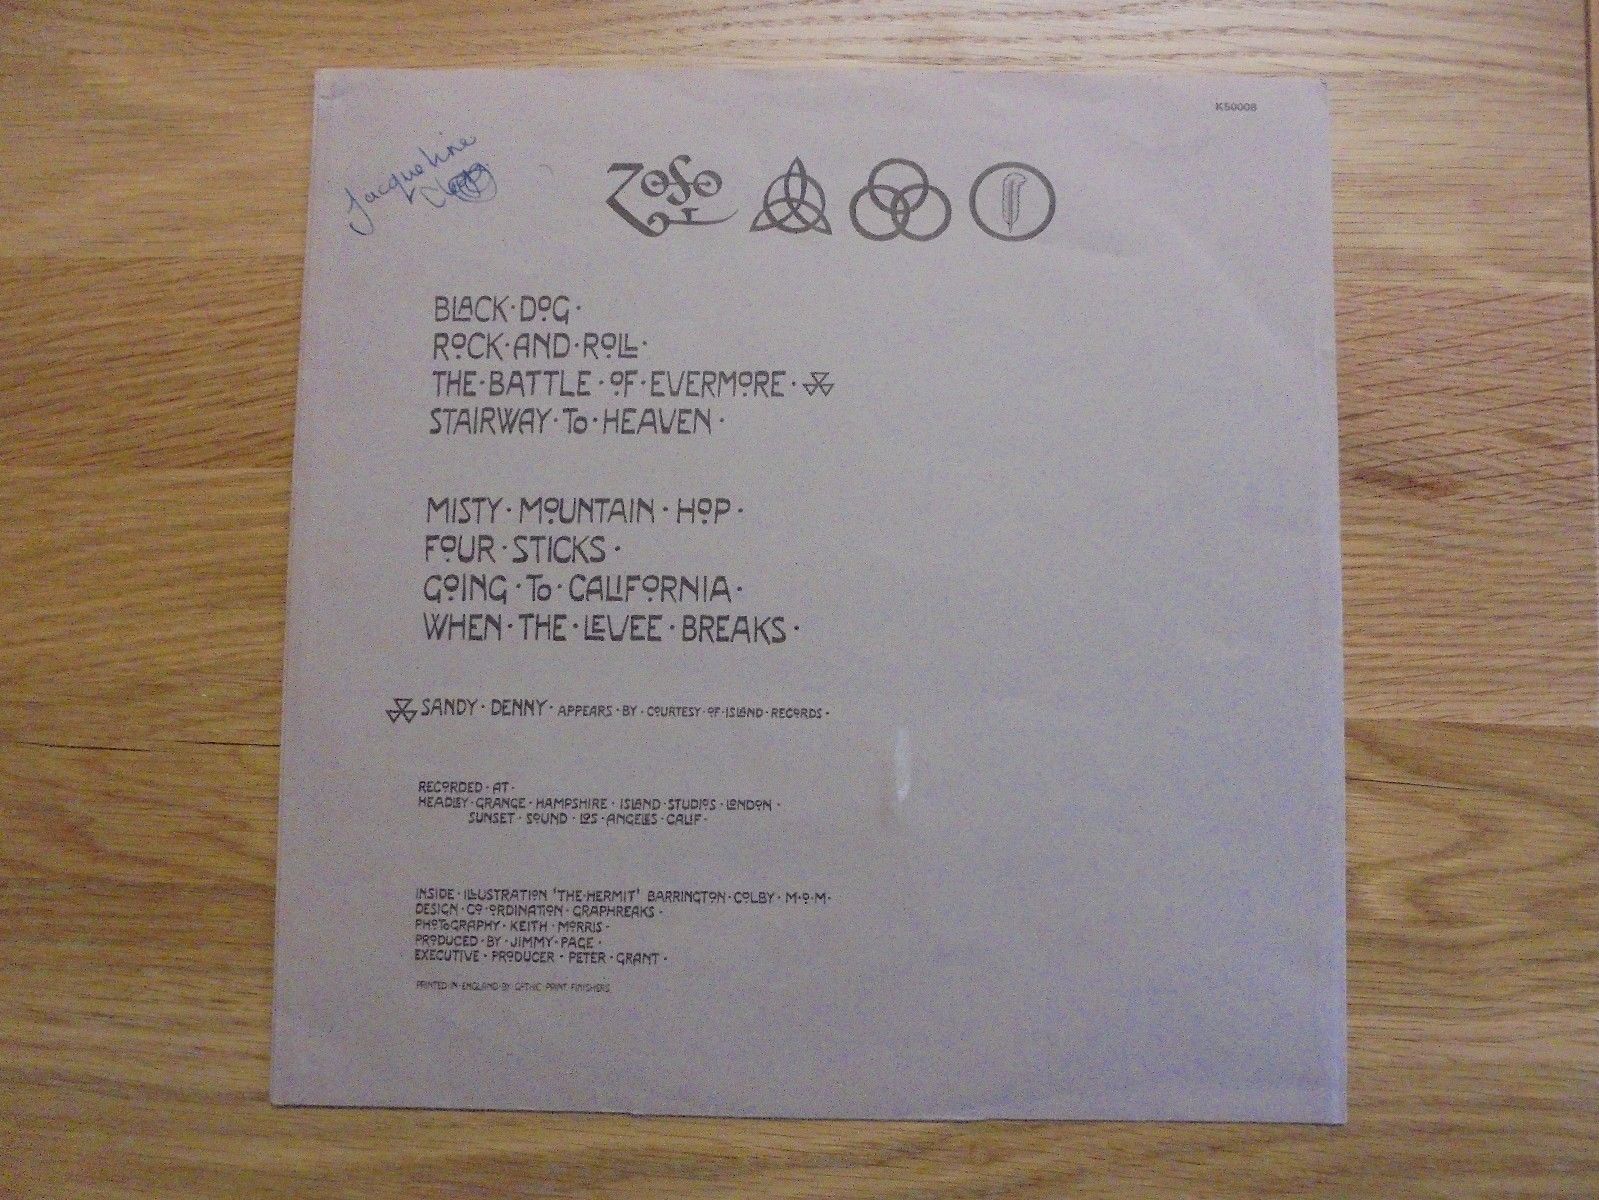 K50008
Jacqueline
ZoSo
BLACK·DOG·
ROCK·AND·ROLL·
THE·BATTLE·OF·EVERMORE·
STAIRWAY·To·HEAVEN·
MISTY·MOUNTAIN·HOP·
FOUR·STICKS·
GOING·To·CALIFORNIA·
WHEN·THE·LEVEE·BREAKS·
SANDY·DENNY·APPEARS·BY·COURTESY·OF·ISLAND·RECORDS·
RECORDED·AT·
HEADLEY·GRANGE·HAMPSHIRE·ISLAND·STUDIOS·LONDON·
SUNSET·SOUND·LOS·ANGELES·CALIF·
INSIDE·ILLUSTRATION 'THE·HERMIT' BARRINGTON·COLBY·M·O·M·
DESIGN·CO·ORDINATION·GRAPHREAKS·
PHOTOGRAPHY·KEITH·MORRIS·
PRODUCED·BY·JIMMY·PAGE·
EXECUTIVE·PRODUCER·PETER·GRANT·
PRINTED·IN·ENGLAND·BY·GOTHIC PRINT FINISHERS